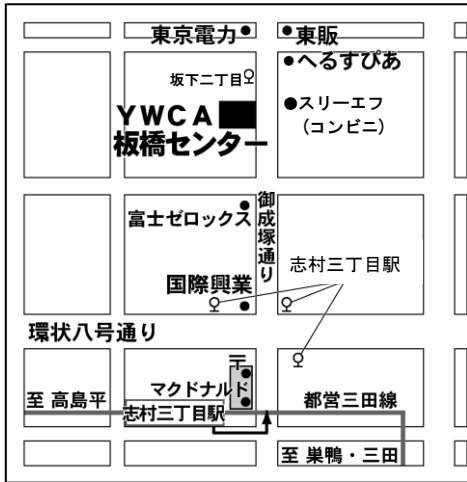 東京電力
東販
へるすぴあ
坂下二丁目
スリーエフ
（コンビニ）
YWCA
板橋センター
御成塚通り
富士ゼロックス
志村三丁目駅
国際興業
環状八号通り
〒
マクドナルド
至 高島平
都営三田線
志村三丁目駅
至 巣鴨・三田